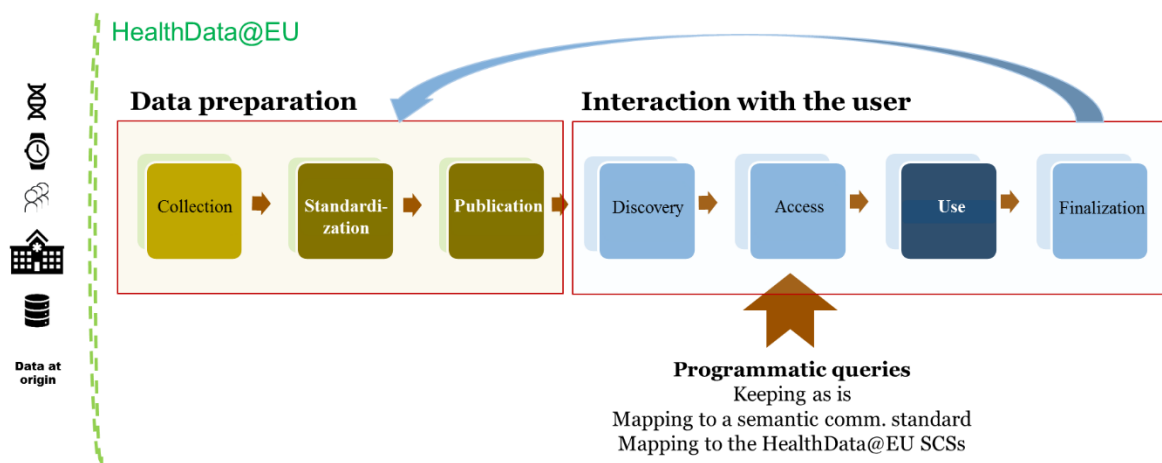 HealthData@EU
Data preparation
Interaction with the user
Collection
Standardi-
zation
Publication
Discovery
Access
Use
Finalization
Data at
origin
Programmatic queries
Keeping as is
Mapping to a semantic comm. standard
Mapping to the HealthData@EU SCSs